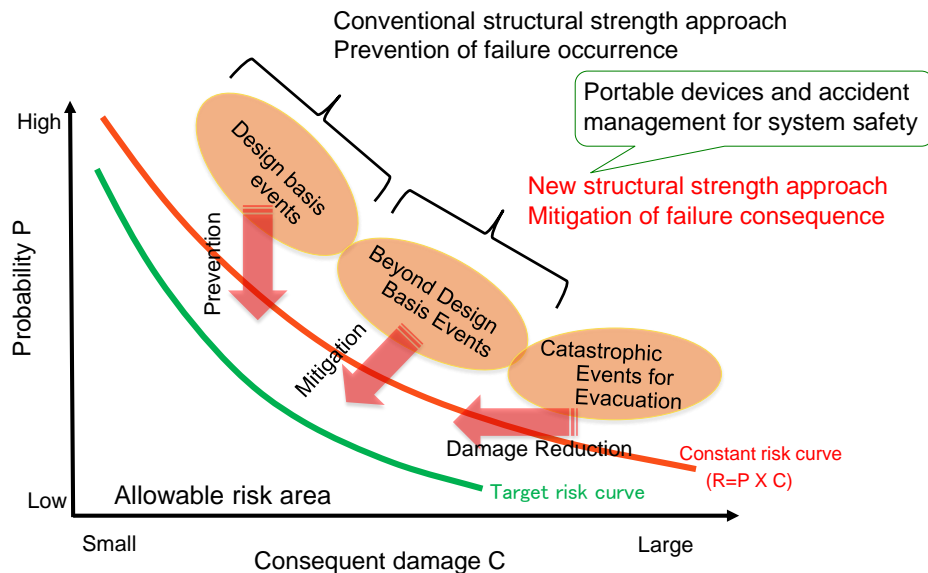 Conventional structural strength approach
Prevention of failure occurrence
Portable devices and accident
management for system safety
High
Design basis
events
New structural strength approach
Mitigation of failure consequence
Probability P
Prevention
Beyond Design
Basis Events
Mitigation
Catastrophic
Events for
Evacuation
Damage Reduction
Constant risk curve
(R=P X C)
Target risk curve
Allowable risk area
Low
Small
Large
Consequent damage C